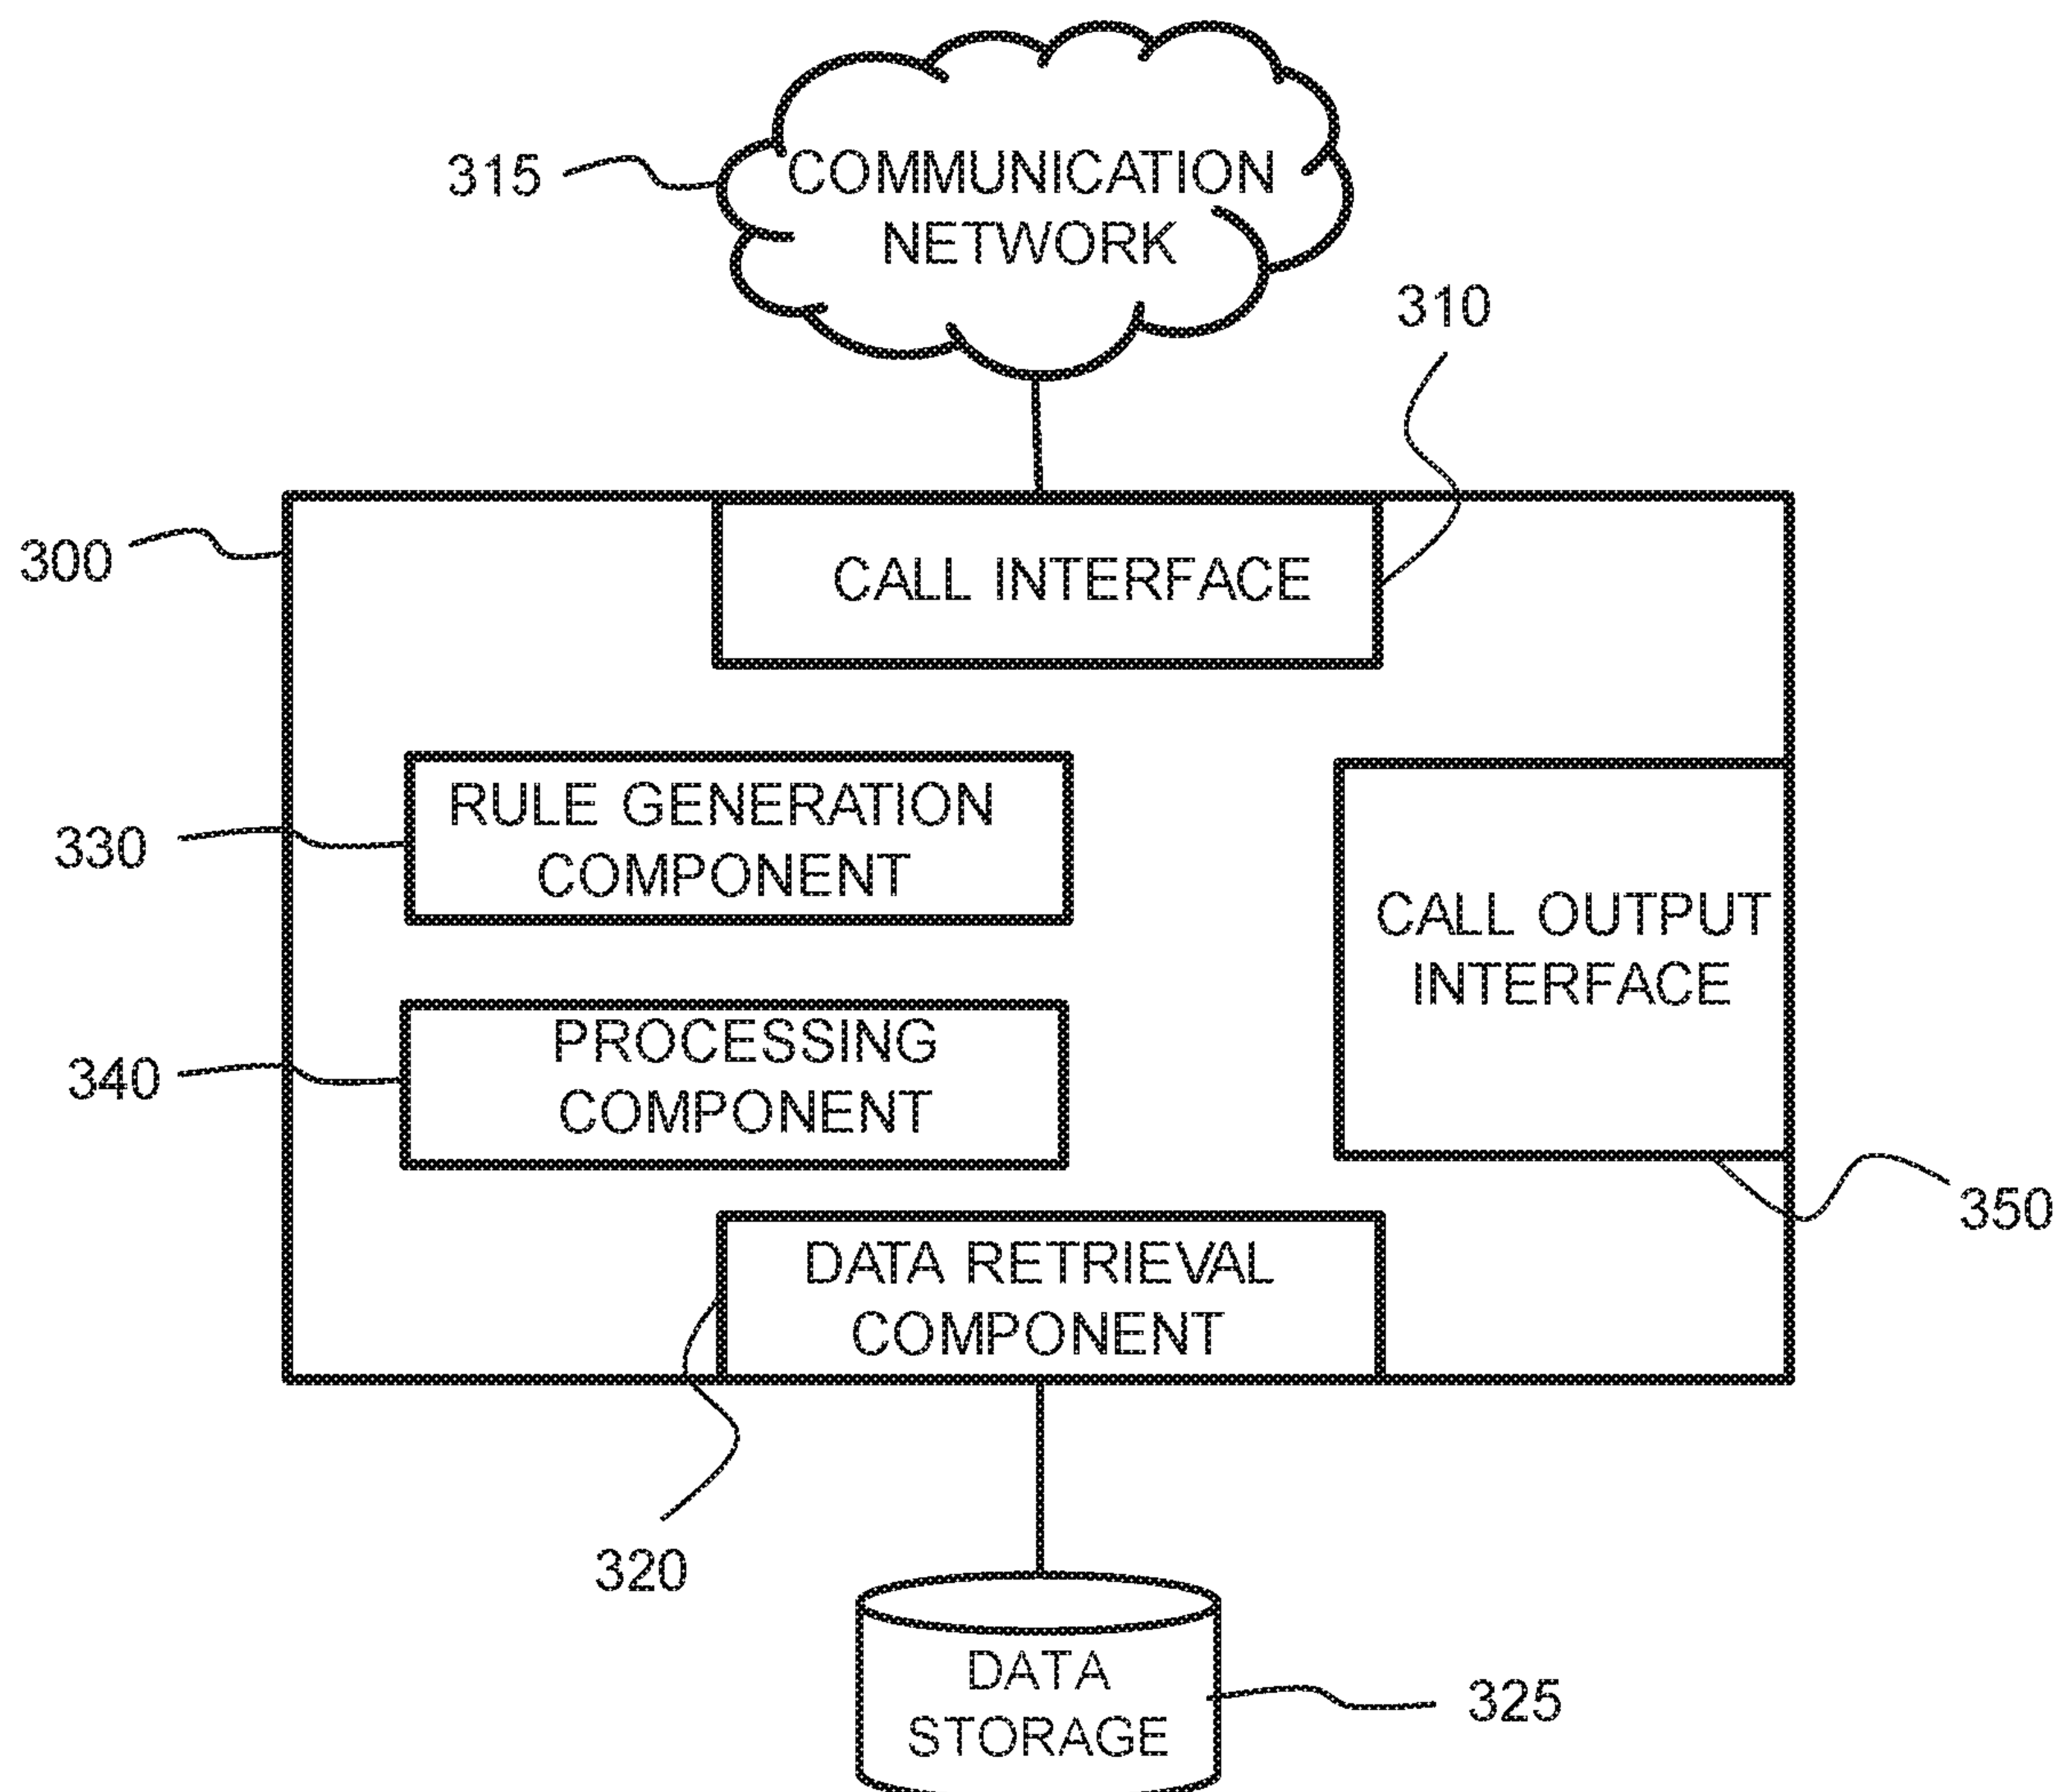 315
COMMUNICATION
NETWORK
310
300
CALL INTERFACE
330
RULE GENERATION
COMPONENT
CALL OUTPUT
INTERFACE
340
PROCESSING
COMPONENT
350
DATA RETRIEVAL
COMPONENT
320
DATA
STORAGE
325